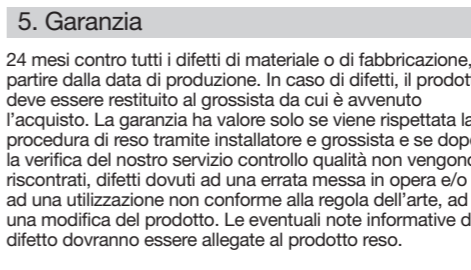 5. Garanzia
24 mesi contro tutti i difetti di materiale o di fabbricazione,
partire dalla data di produzione. In caso di difetti, il prodott
deve essere restituito al grossista da cui è avvenuto
l'acquisto. La garanzia ha valore solo se viene rispettata la
procedura di reso tramite installatore e grossista e se dopo
la verifica del nostro servizio controllo qualità non vengono
riscontrati, difetti dovuti ad una errata messa in opera e/o
ad una utilizzazione non conforme alla regola dell'arte, ad
una modifica del prodotto. Le eventuali note informative d
difetto dovranno essere allegate al prodotto reso.